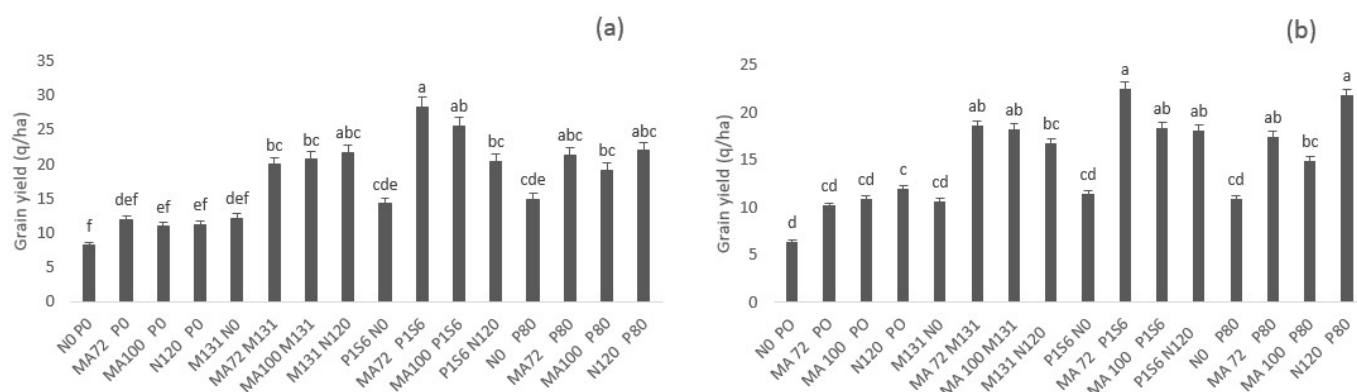 (a)
Grain yield (q/ha)
35
30
25
20
15
10
5
0
f
def
ef
ef
def
bc
bc
abc
cde
a
ab
bc
cde
abc
bc
abc
N0 P0
MA72 P0
MA100 P0
N120 P0
M131 N0
MA72 M131
MA100 M131
M131 N120
P1S6 N0
MA72 P1S6
MA100 P1S6
P1S6 N120
N0 P80
MA72 P80
MA100 P80
N120 P80
(b)
Grain yield (q/ha)
25
20
15
10
5
0
d
cd
cd
c
cd
ab
ab
bc
cd
a
ab
ab
cd
ab
bc
a
N0 PO
MA 72 PO
MA 100 PO
N120 PO
M131 N0
MA 72 M131
MA 100 M131
M131 N120
P1S6 N0
MA 72 P1S6
MA 100 P1S6
P1S6 N120
N0 P80
MA 72 P80
MA 100 P80
N120 P80